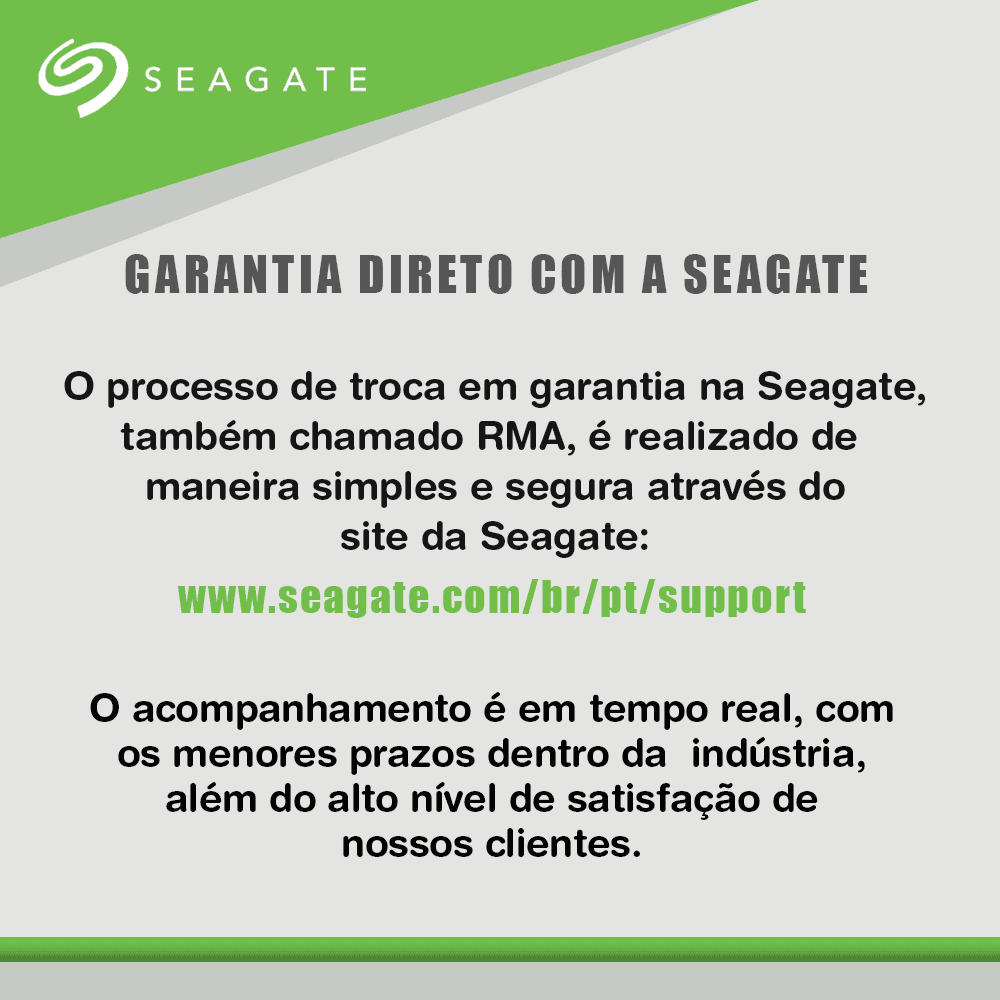 SEAGATE
GARANTIA DIRETO COM A SEAGATE
O processo de troca em garantia na Seagate,
também chamado RMA, é realizado de
maneira simples e segura através do
site da Seagate:
www.seagate.com/br/pt/support
O acompanhamento é em tempo real, com
os menores prazos dentro da  indústria,
além do alto nível de satisfação de
nossos clientes.